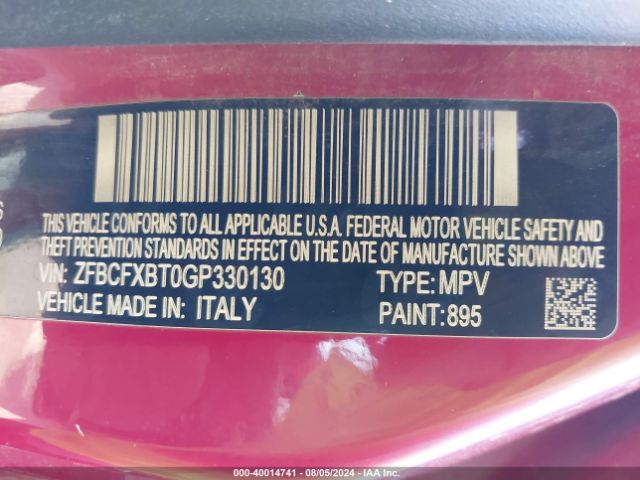 THIS VEHICLE CONFORMS TO ALL APPLICABLE U.S.A. FEDERAL MOTOR VEHICLE SAFETY AND
THEFT PREVENTION STANDARDS IN EFFECT ON THE DATE OF MANUFACTURE SHOWN ABOVE
VIN: ZFBCFXBT0GP330130 TYPE: MPV
VEHICLE MADE IN: ITALY PAINT: 895
000-40014741 - 08/05/2024 - IAA Inc.